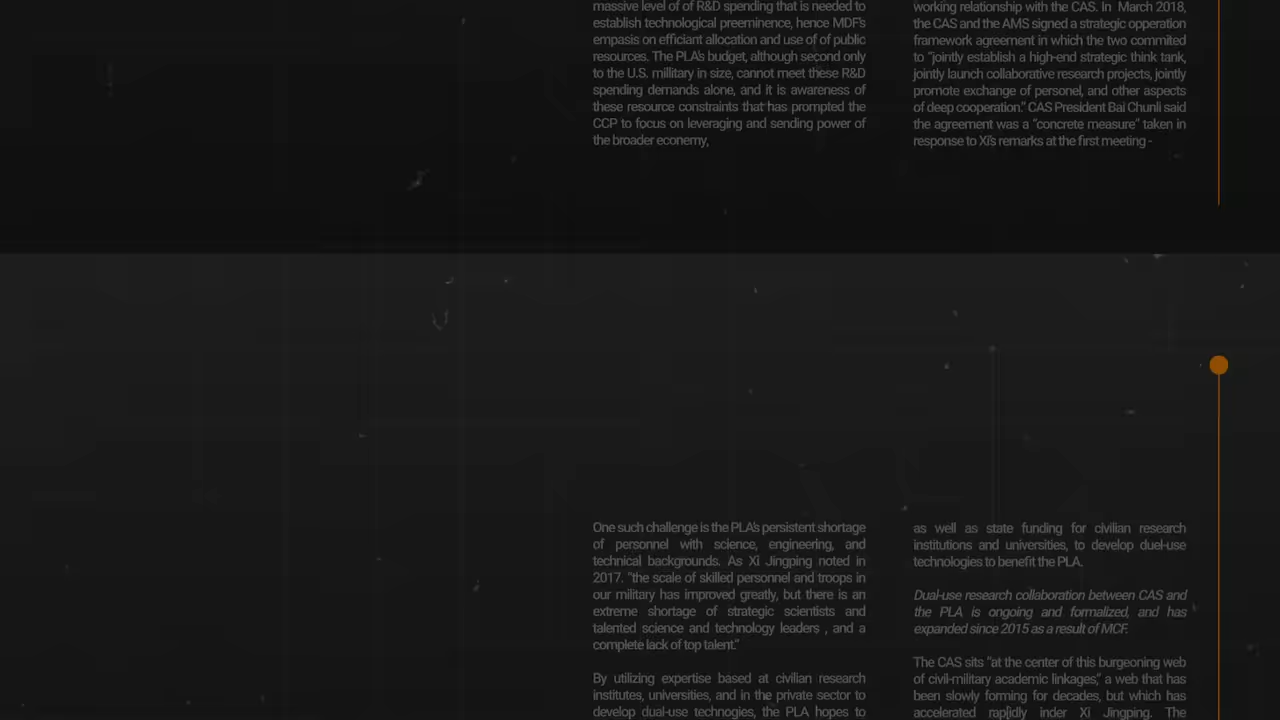 massive level of of R&D spending that is needed to
establish technological preeminence, hence MDF's
empasis on efficiant allocation and use of of public
resources. The PLA's budget, although second only
to the U.S. millitary in size, cannot meet these R&D
spending demands alone, and it is awareness of
these resource constraints that has prompted the
CCP to focus on leveraging and sending power of
the broader economy,
working relationship with the CAS. In March 2018,
the CAS and the AMS signed a strategic opperation
framework agreement in which the two commited
to “jointly establish a high-end strategic think tank,
jointly launch collaborative research projects, jointly
promote exchange of personel, and other aspects
of deep cooperation.” CAS President Bai Chunli said
the agreement was a “concrete measure” taken in
response to Xi's remarks at the first meeting -
One such challenge is the PLA's persistent shortage
of personnel with science, engineering, and
technical backgrounds. As Xi Jingping noted in
2017. “the scale of skilled personnel and troops in
our military has improved greatly, but there is an
extreme shortage of strategic scientists and
talented science and technology leaders , and a
complete lack of top talent.”
By utilizing expertise based at civilian research
institutes, universities, and in the private sector to
develop dual-use technogies, the PLA hopes to
as well as state funding for civilian research
institutions and universities, to develop duel-use
technologies to benefit the PLA.
Dual-use research collaboration between CAS and
the PLA is ongoing and formalized, and has
expanded since 2015 as a result of MCF.
The CAS sits “at the center of this burgeoning web
of civil-military academic linkages,” a web that has
been slowly forming for decades, but which has
accelerated rapidly inder Xi Jingping. The